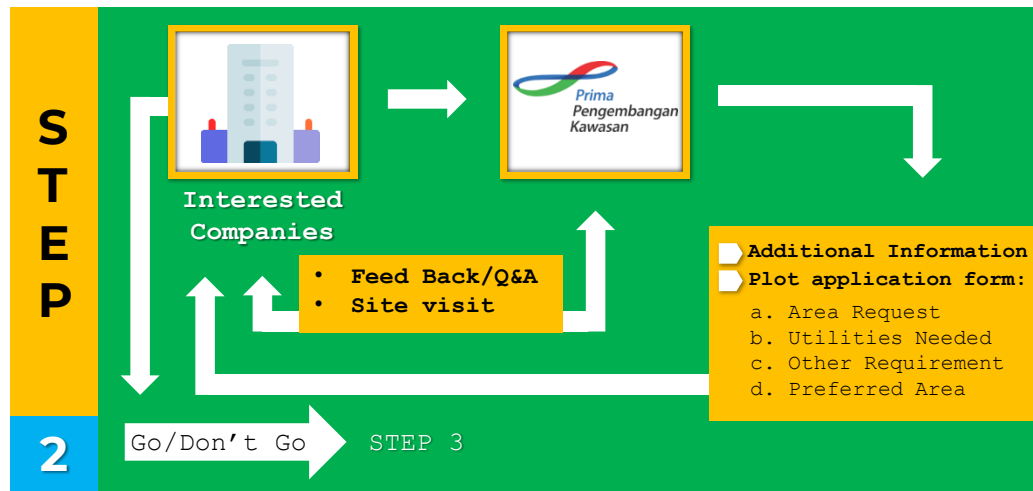 S
T
E
P
2
Interested
Companies
Prima
Pengembangan
Kawasan
• Feed Back/Q&A
• Site visit
Additional Information
Plot application form:
a. Area Request
b. Utilities Needed
c. Other Requirement
d. Preferred Area
Go/Don't Go
STEP 3